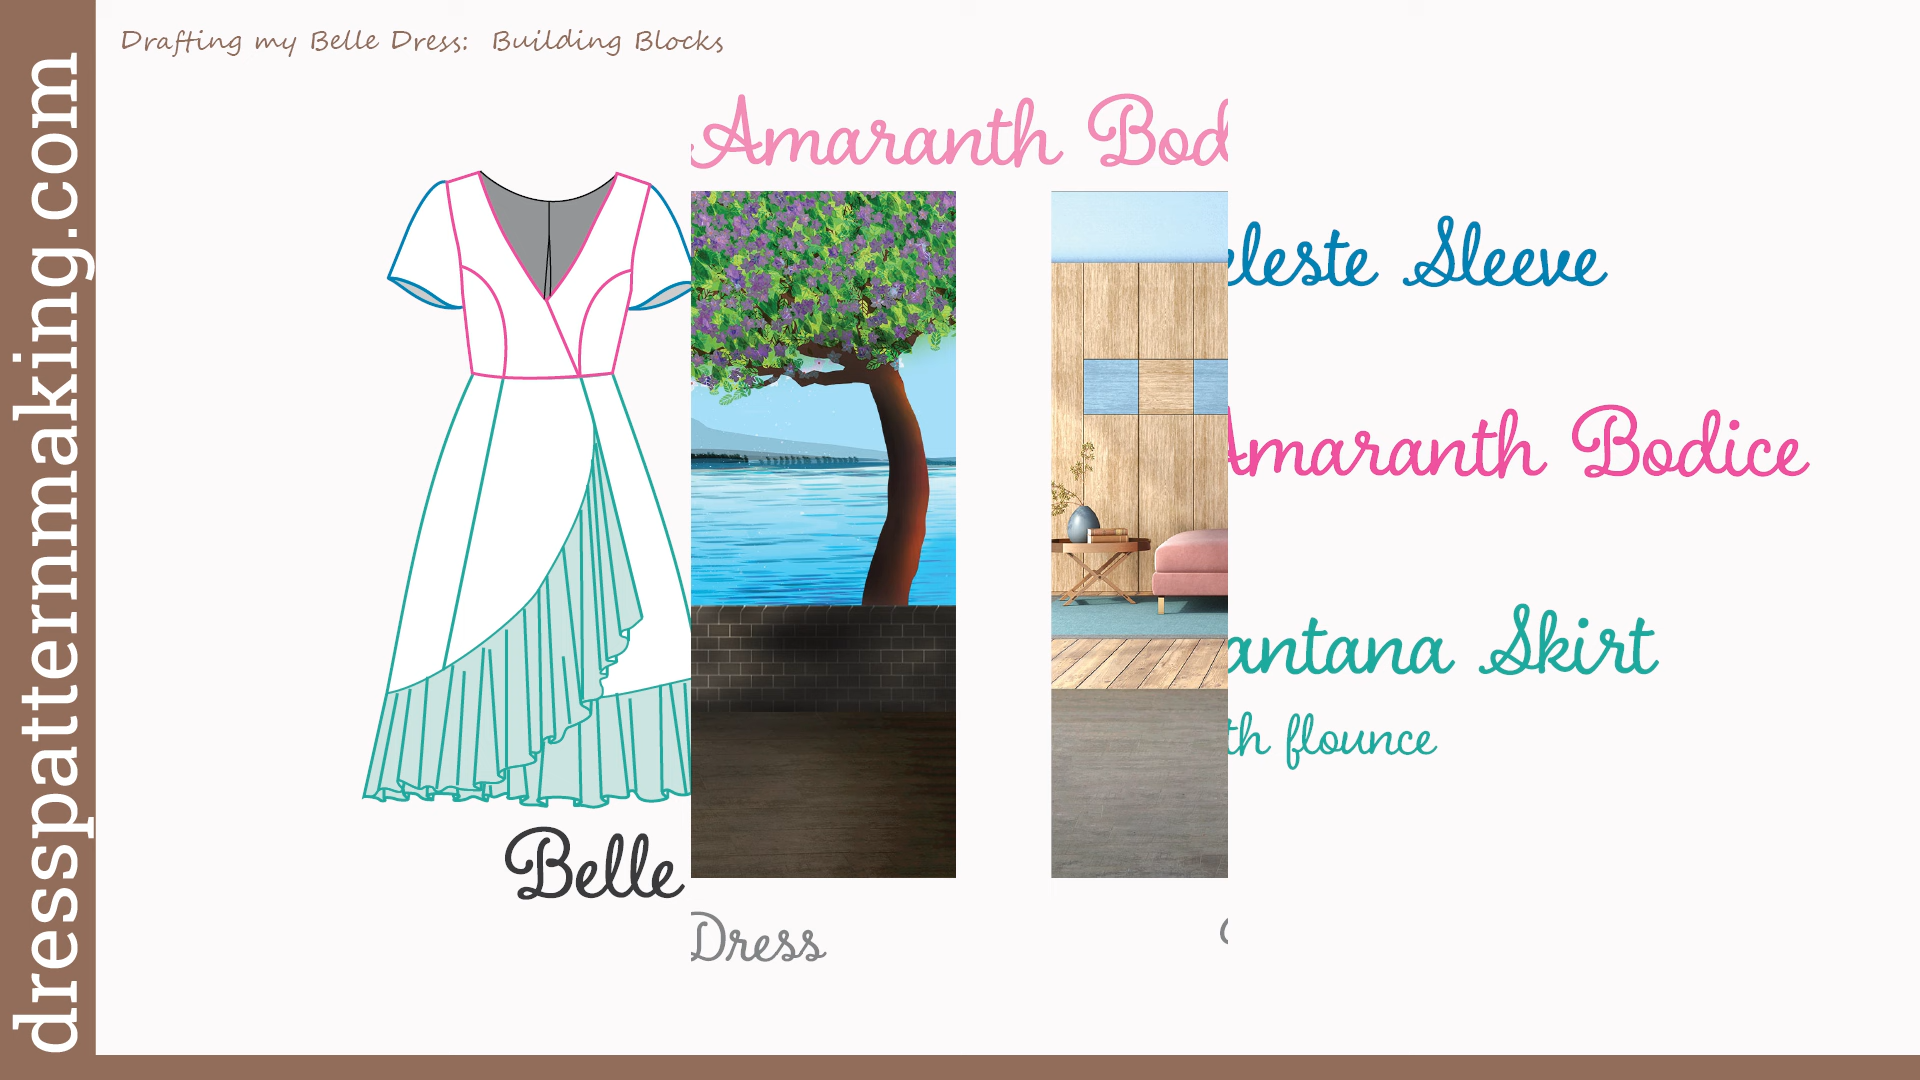 dresspatternmaking.com
Drafting my Belle Dress: Building Blocks
Amaranth Bod
eleste Sleeve
Amaranth Bodice
antana Skirt
th flounce
Belle
Dress